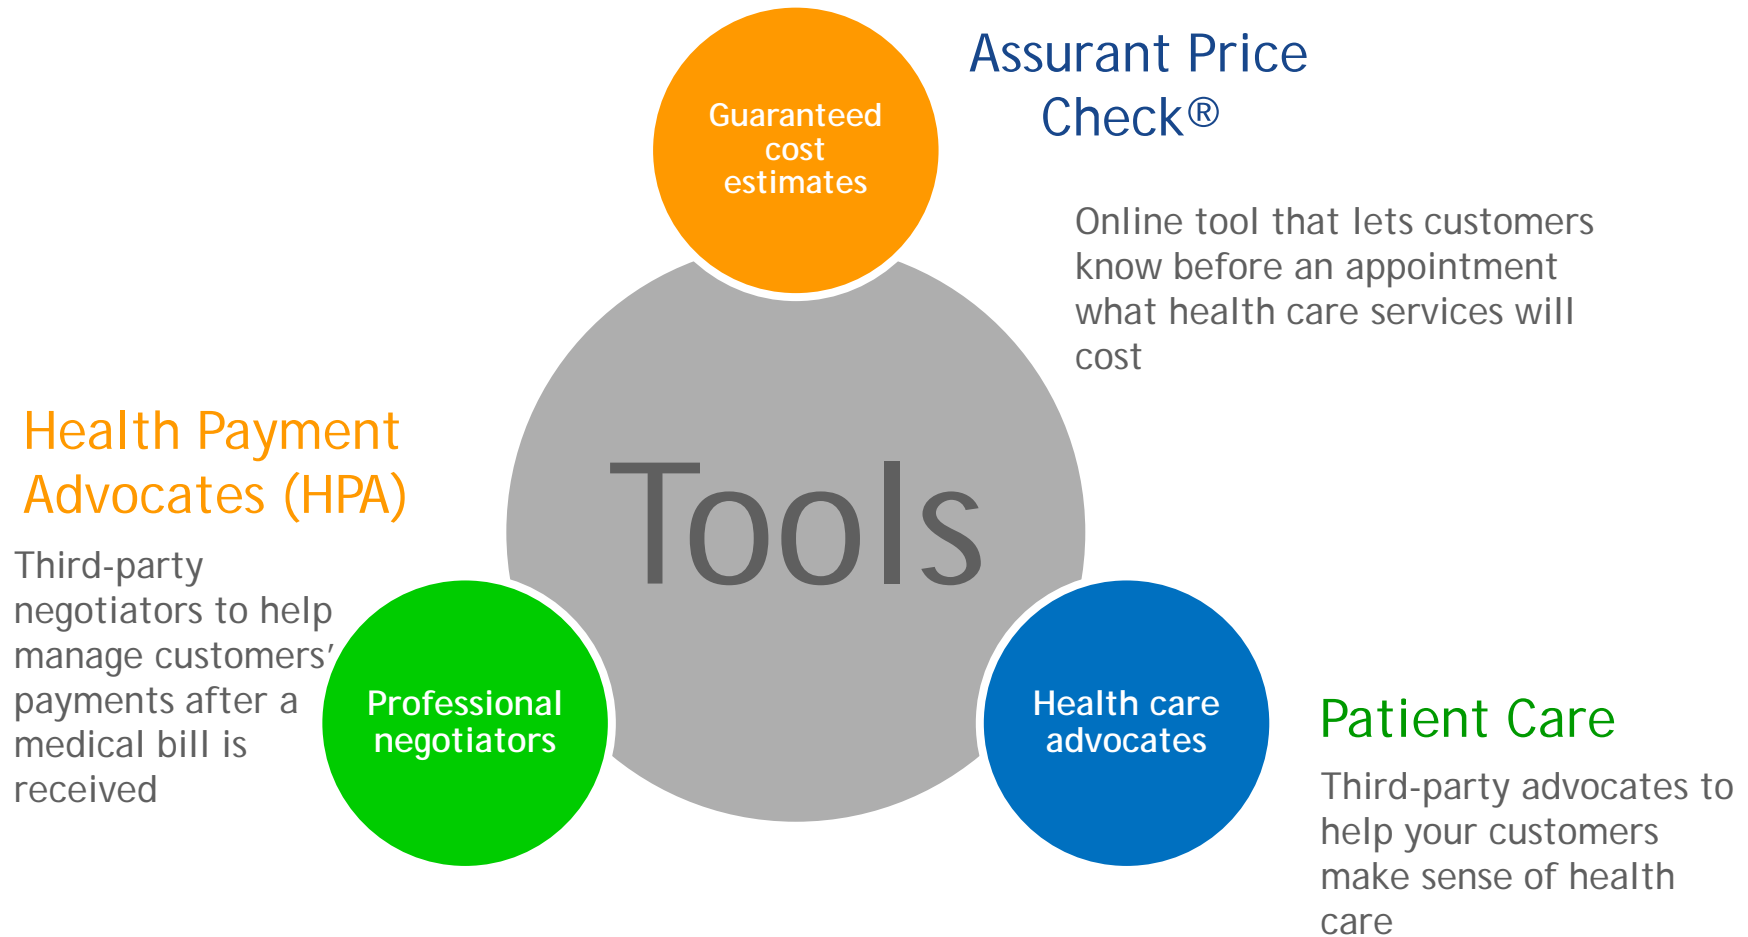 Assurant Price
Check®
Guaranteed
cost
estimates
Online tool that lets customers
know before an appointment
what health care services will
cost
Health Payment
Advocates (HPA)
Third-party
negotiators to help
manage customers’
payments after a
medical bill is
received
Tools
Professional
negotiators
Health care
advocates
Patient Care
Third-party advocates to
help your customers
make sense of health
care